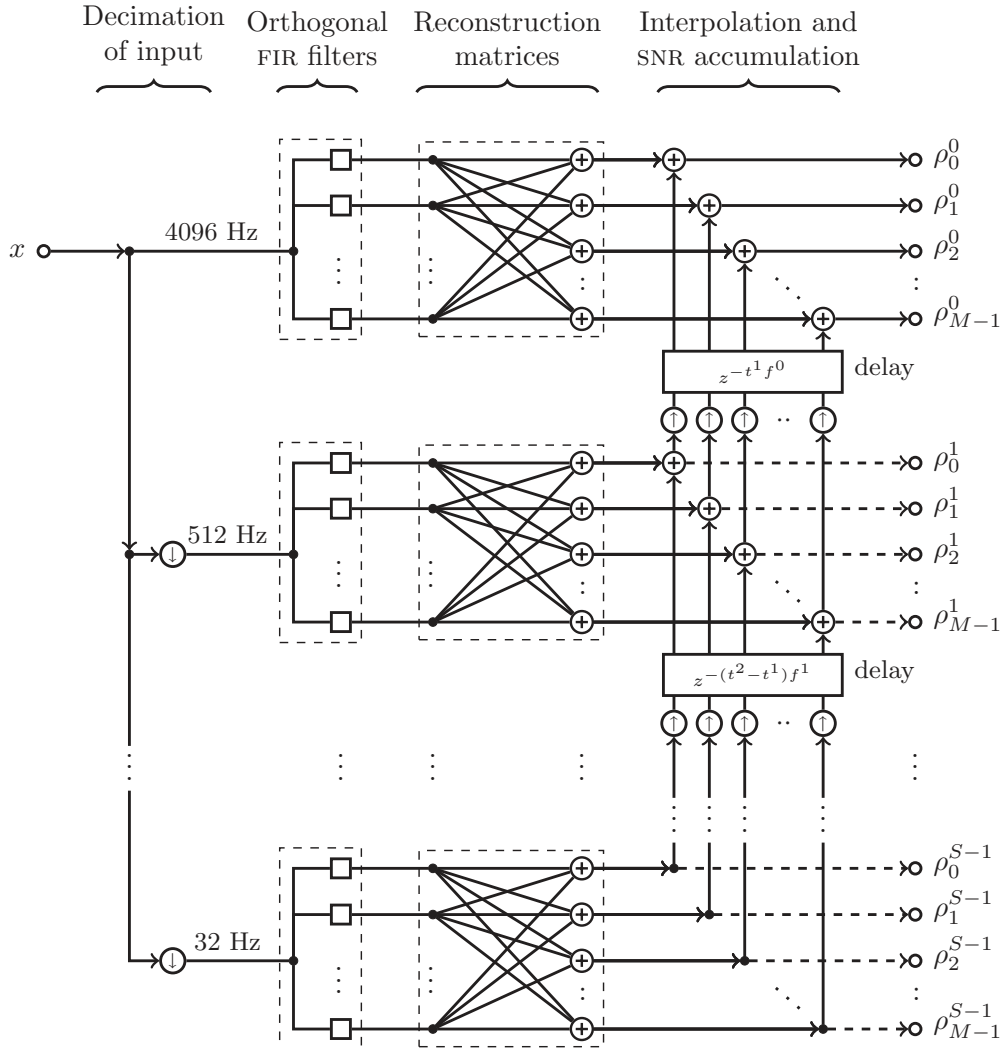 Decimation of input
Orthogonal FIR filters
Reconstruction matrices
Interpolation and SNR accumulation
x
4096 Hz
⋮
⋮
⋮
⋱
ρ_0^0
ρ_1^0
ρ_2^0
⋮
ρ_{M−1}^0
z^{−t^1 f^0}
delay
↑ ↑ ↑ ·· ↑
↓
512 Hz
⋮
⋮
⋮
⋱
ρ_0^1
ρ_1^1
ρ_2^1
⋮
ρ_{M−1}^1
z^{−(t^2−t^1)f^1}
delay
↑ ↑ ↑ ·· ↑
↓
32 Hz
⋮
⋮
⋮
⋱
ρ_0^{S−1}
ρ_1^{S−1}
ρ_2^{S−1}
⋮
ρ_{M−1}^{S−1}